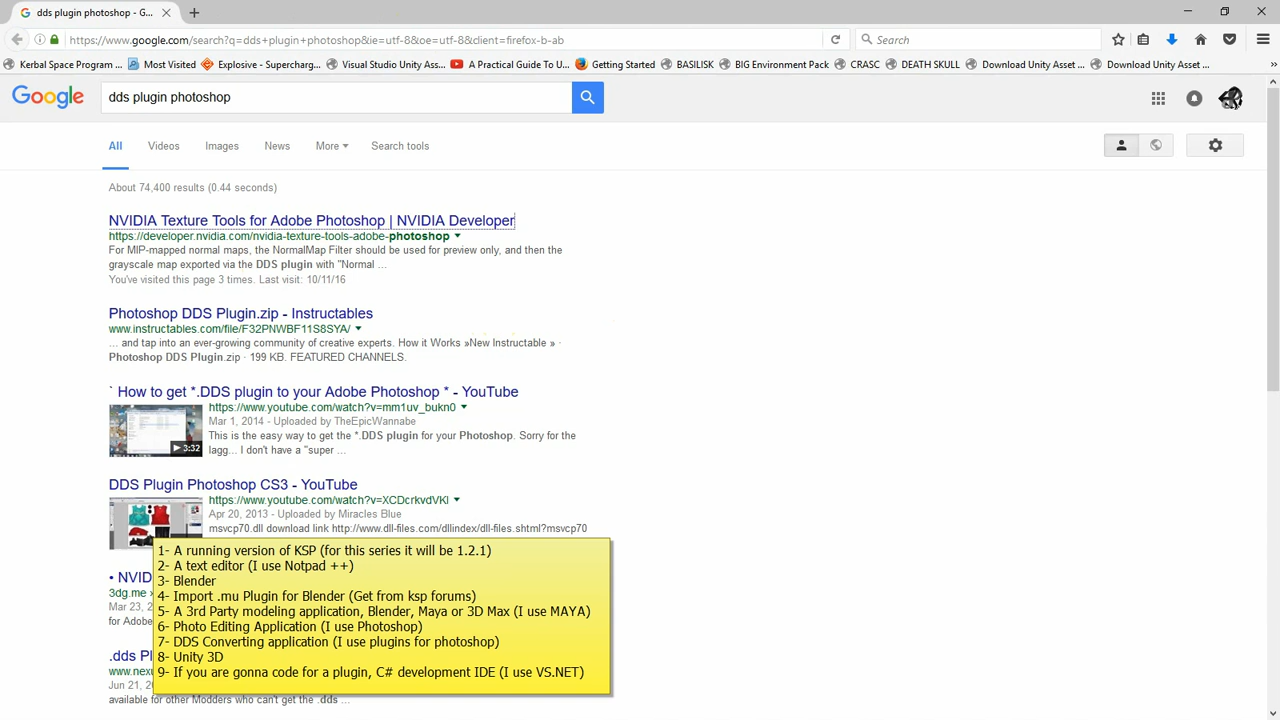 dds plugin photoshop - G...
https://www.google.com/search?q=dds+plugin+photoshop&ie=utf-8&oe=utf-8&client=firefox-b-ab
Search
Kerbal Space Program ...
Most Visited
Explosive - Supercharg...
Visual Studio Unity Ass...
A Practical Guide To U...
Getting Started
BASILISK
BIG Environment Pack
CRASC
DEATH SKULL
Download Unity Asset ...
Download Unity Asset ...
Google
dds plugin photoshop
All
Videos
Images
News
More
Search tools
About 74,400 results (0.44 seconds)
NVIDIA Texture Tools for Adobe Photoshop | NVIDIA Developer
https://developer.nvidia.com/nvidia-texture-tools-adobe-photoshop
For MIP-mapped normal maps, the NormalMap Filter should be used for preview only, and then the
grayscale map exported via the DDS plugin with "Normal ...
You've visited this page 3 times. Last visit: 10/11/16
Photoshop DDS Plugin.zip - Instructables
www.instructables.com/file/F32PNWBF11S8SYA/
... and tap into an ever-growing community of creative experts. How it Works »New Instructable » ·
Photoshop DDS Plugin.zip · 199 KB. FEATURED CHANNELS.
` How to get *.DDS plugin to your Adobe Photoshop * - YouTube
https://www.youtube.com/watch?v=mm1uv_bukn0
Mar 1, 2014 - Uploaded by TheEpicWannabe
This is the easy way to get the *.DDS plugin for your Photoshop. Sorry for the
lagg... I don't have a "super ...
3:32
DDS Plugin Photoshop CS3 - YouTube
https://www.youtube.com/watch?v=XCDcrkvdVKI
Apr 20, 2013 - Uploaded by Miracles Blue
msvcp70.dll download link http://www.dll-files.com/dllindex/dll-files.shtml?msvcp70
• NVID
3dg.me ›
Mar 23, 2
for Adobe
.dds Pl
www.nexu
Jun 21,
available for other Modders who can't get the .dds ...
1- A running version of KSP (for this series it will be 1.2.1)
2- A text editor (I use Notpad ++)
3- Blender
4- Import .mu Plugin for Blender (Get from ksp forums)
5- A 3rd Party modeling application, Blender, Maya or 3D Max (I use MAYA)
6- Photo Editing Application (I use Photoshop)
7- DDS Converting application (I use plugins for photoshop)
8- Unity 3D
9- If you are gonna code for a plugin, C# development IDE (I use VS.NET)